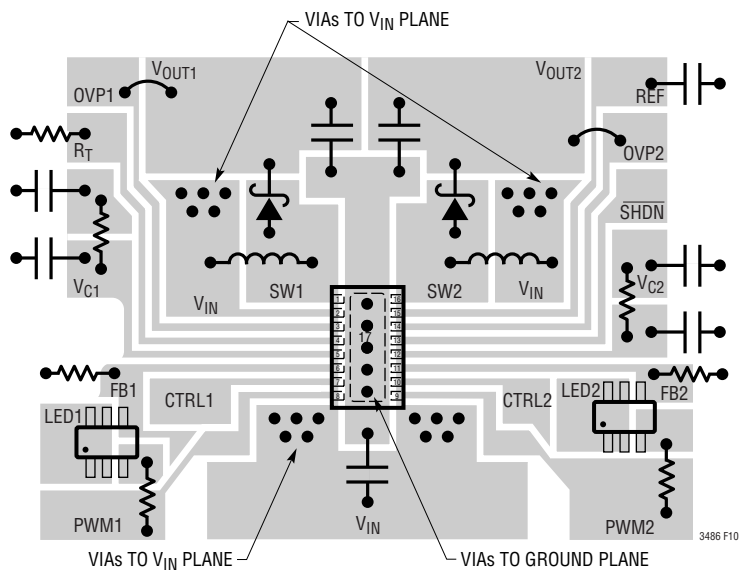 VIAs TO VIN PLANE
VOUT1
VOUT2
OVP1
REF
RT
OVP2
SHDN
VC1
VIN
SW1
SW2
VIN
VC2
1
2
3
4
5
6
7
8
17
16
15
14
13
12
11
10
9
FB1
CTRL1
CTRL2
LED2
FB2
LED1
PWM1
VIN
PWM2
3486 F10
VIAs TO VIN PLANE
VIAs TO GROUND PLANE